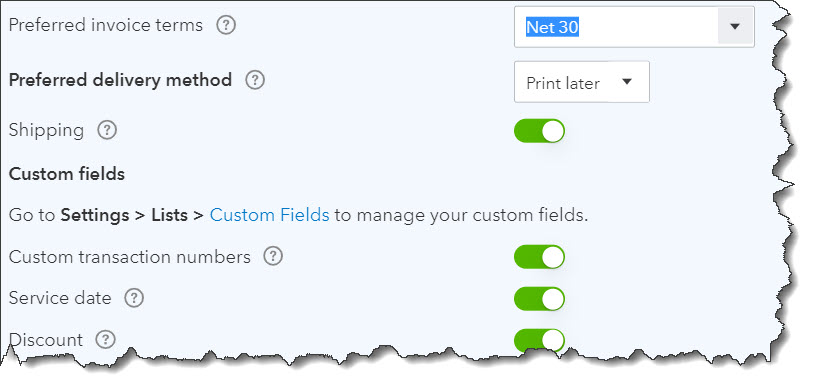 Preferred invoice terms ? Net 30
Preferred delivery method ? Print later
Shipping ?
Custom fields
Go to Settings > Lists > Custom Fields to manage your custom fields.
Custom transaction numbers ?
Service date ?
Discount ?